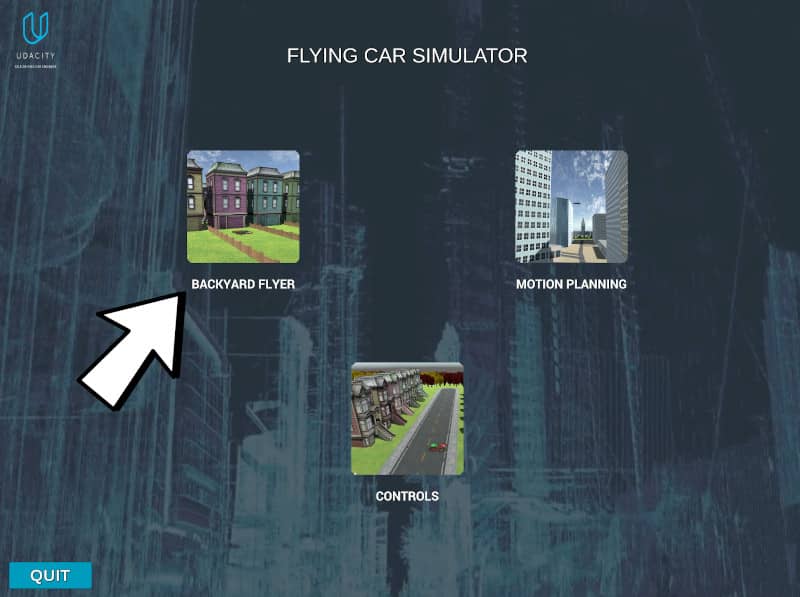 UDACITY
FLYING CAR SIMULATOR
BACKYARD FLYER
MOTION PLANNING
CONTROLS
QUIT